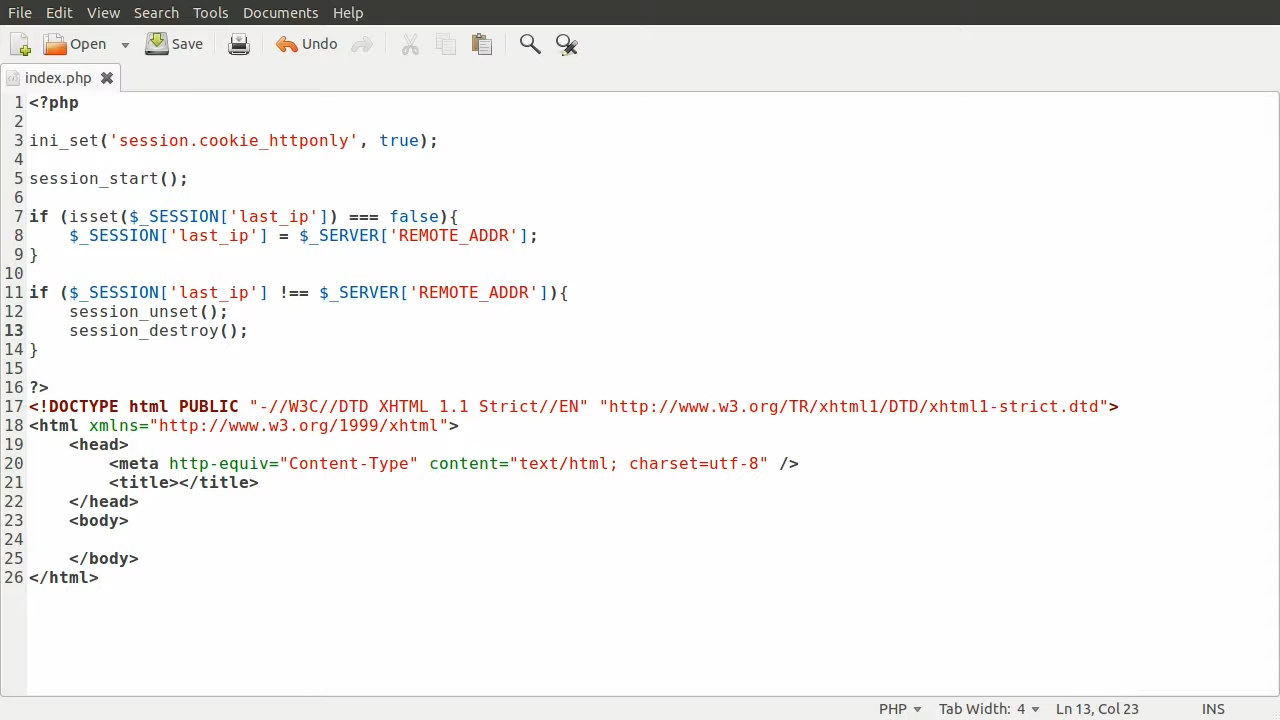 File Edit View Search Tools Documents Help
Open Save Undo
index.php
1 <?php
2
3 ini_set('session.cookie_httponly', true);
4
5 session_start();
6
7 if (isset($_SESSION['last_ip']) === false){
8     $_SESSION['last_ip'] = $_SERVER['REMOTE_ADDR'];
9 }
10
11 if ($_SESSION['last_ip'] !== $_SERVER['REMOTE_ADDR']){
12     session_unset();
13     session_destroy();
14 }
15
16 ?>
17 <!DOCTYPE html PUBLIC "-//W3C//DTD XHTML 1.1 Strict//EN" "http://www.w3.org/TR/xhtml1/DTD/xhtml1-strict.dtd">
18 <html xmlns="http://www.w3.org/1999/xhtml">
19     <head>
20         <meta http-equiv="Content-Type" content="text/html; charset=utf-8" />
21         <title></title>
22     </head>
23     <body>
24
25     </body>
26 </html>
PHP Tab Width: 4 Ln 13, Col 23 INS